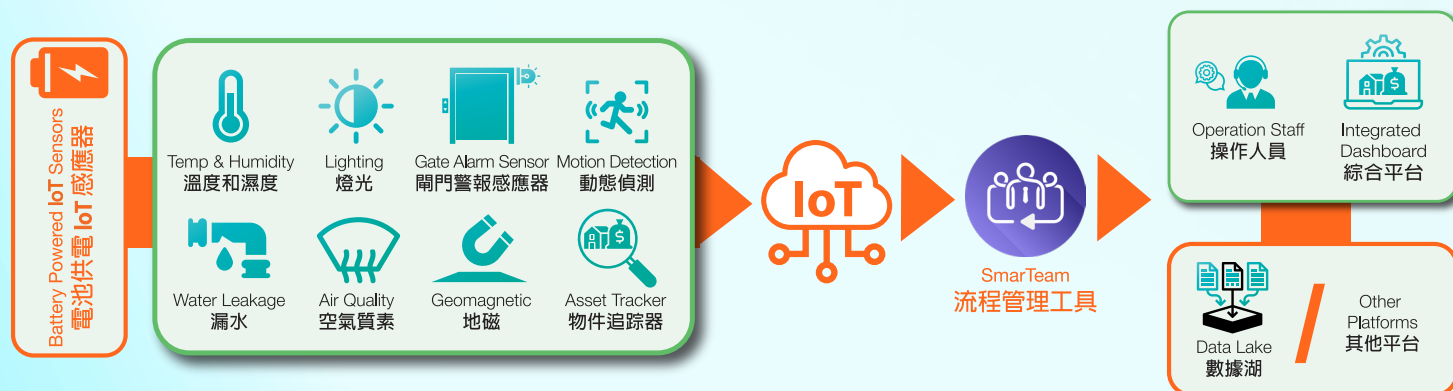 Battery Powered IoT Sensors
電池供電 IoT 感應器
Temp & Humidity
溫度和濕度
Lighting
燈光
Gate Alarm Sensor
閘門警報感應器
Motion Detection
動態偵測
Water Leakage
漏水
Air Quality
空氣質素
Geomagnetic
地磁
Asset Tracker
物件追踪器
IoT
SmarTeam
流程管理工具
Operation Staff
操作人員
Integrated
Dashboard
綜合平台
Data Lake
數據湖
/
Other
Platforms
其他平台